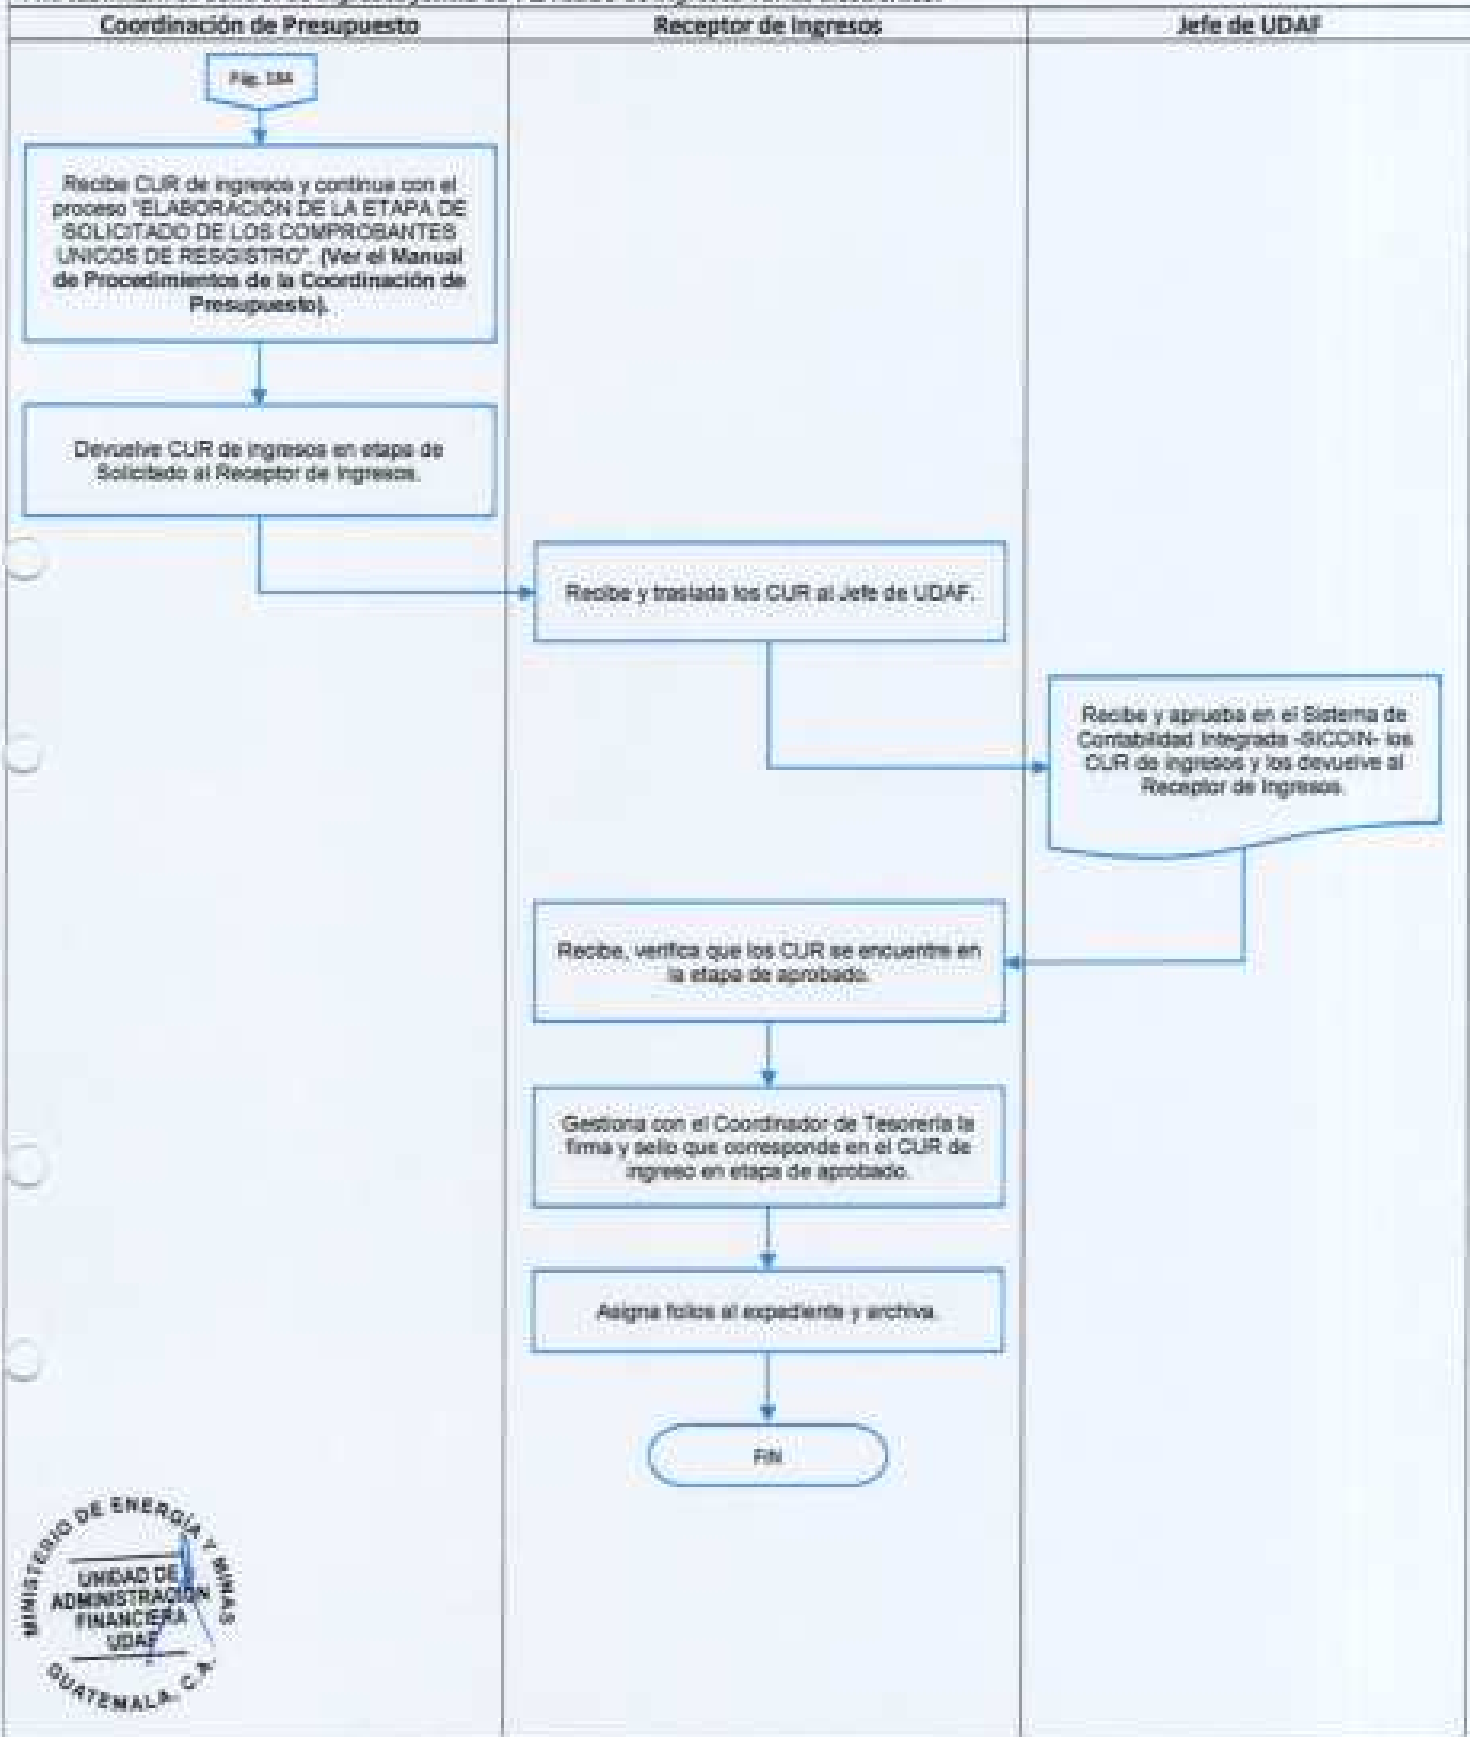 Coordinación de Presupuesto
Receptor de Ingresos
Jefe de UDAF
Pág. 184
Recibe CUR de ingresos y continua con el
proceso "ELABORACIÓN DE LA ETAPA DE
SOLICITADO DE LOS COMPROBANTES
UNICOS DE RESGISTRO". (Ver el Manual
de Procedimientos de la Coordinación de
Presupuesto).
Devuelve CUR de ingresos en etapa de
Solicitado al Receptor de Ingresos.
Recibe y traslada los CUR al Jefe de UDAF.
Recibe y aprueba en el Sistema de
Contabilidad Integrada -SICOIN- los
CUR de ingresos y los devuelve al
Receptor de Ingresos.
Recibe, verifica que los CUR se encuentre en
la etapa de aprobado.
Gestiona con el Coordinador de Tesorería la
firma y sello que corresponde en el CUR de
ingreso en etapa de aprobado.
Asigna folios al expediente y archiva.
FIN
MINISTERIO DE ENERGÍA Y MINAS
UNIDAD DE
ADMINISTRACIÓN
FINANCIERA
UDAF
GUATEMALA, C.A.